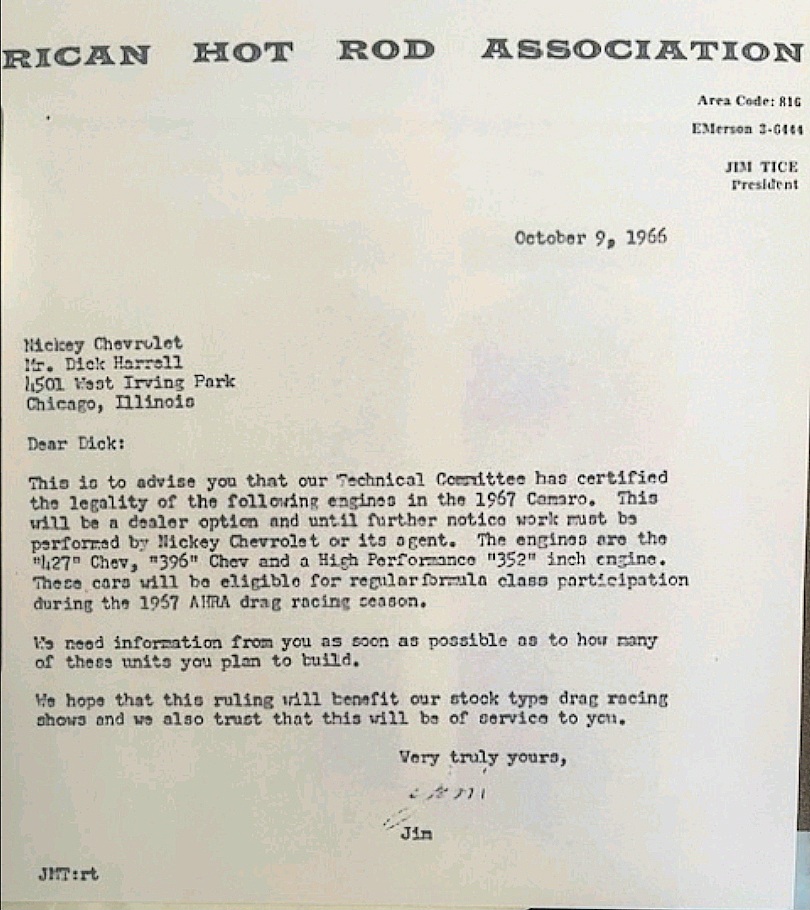 RICAN HOT ROD ASSOCIATION
Area Code: 816
EMerson 3-6444
JIM TICE
President
October 9, 1966
Nickey Chevrolet
Mr. Dick Harrell
4501 West Irving Park
Chicago, Illinois
Dear Dick:
This is to advise you that our Technical Committee has certified
the legality of the following engines in the 1967 Camaro. This
will be a dealer option and until further notice work must be
performed by Nickey Chevrolet or its agent. The engines are the
"427" Chev, "396" Chev and a High Performance "352" inch engine.
These cars will be eligible for regularformula class participation
during the 1967 AHRA drag racing season.
We need information from you as soon as possible as to how many
of these units you plan to build.
We hope that this ruling will benefit our stock type drag racing
shows and we also trust that this will be of service to you.
Very truly yours,
Jim
JMT:rt